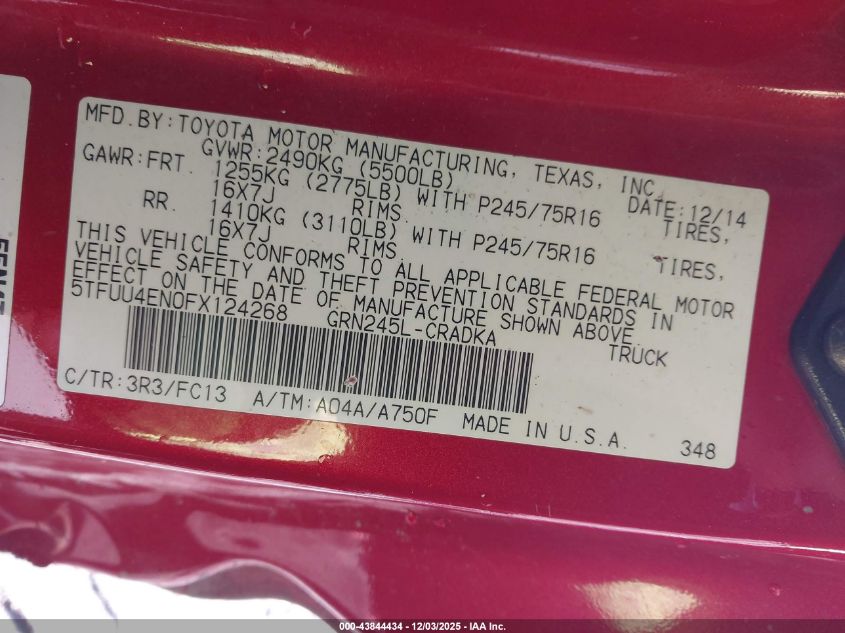 MFD.BY:TOYOTA MOTOR MANUFACTURING, TEXAS, INC.
GVWR:2490KG (5500LB) DATE:12/14
GAWR:FRT. 1255KG (2775LB) WITH P245/75R16 TIRES,
16X7J RIMS
RR. 1410KG (3110LB) WITH P245/75R16 TIRES,
16X7J RIMS
THIS VEHICLE CONFORMS TO ALL APPLICABLE FEDERAL MOTOR
VEHICLE SAFETY AND THEFT PREVENTION STANDARDS IN
EFFECT ON THE DATE OF MANUFACTURE SHOWN ABOVE.
5TFUU4EN0FX124268 GRN245L-CRADKA TRUCK
C/TR:3R3/FC13 A/TM:A04A/A750F MADE IN U.S.A. 348
000-43844434 - 12/03/2025 - IAA Inc.